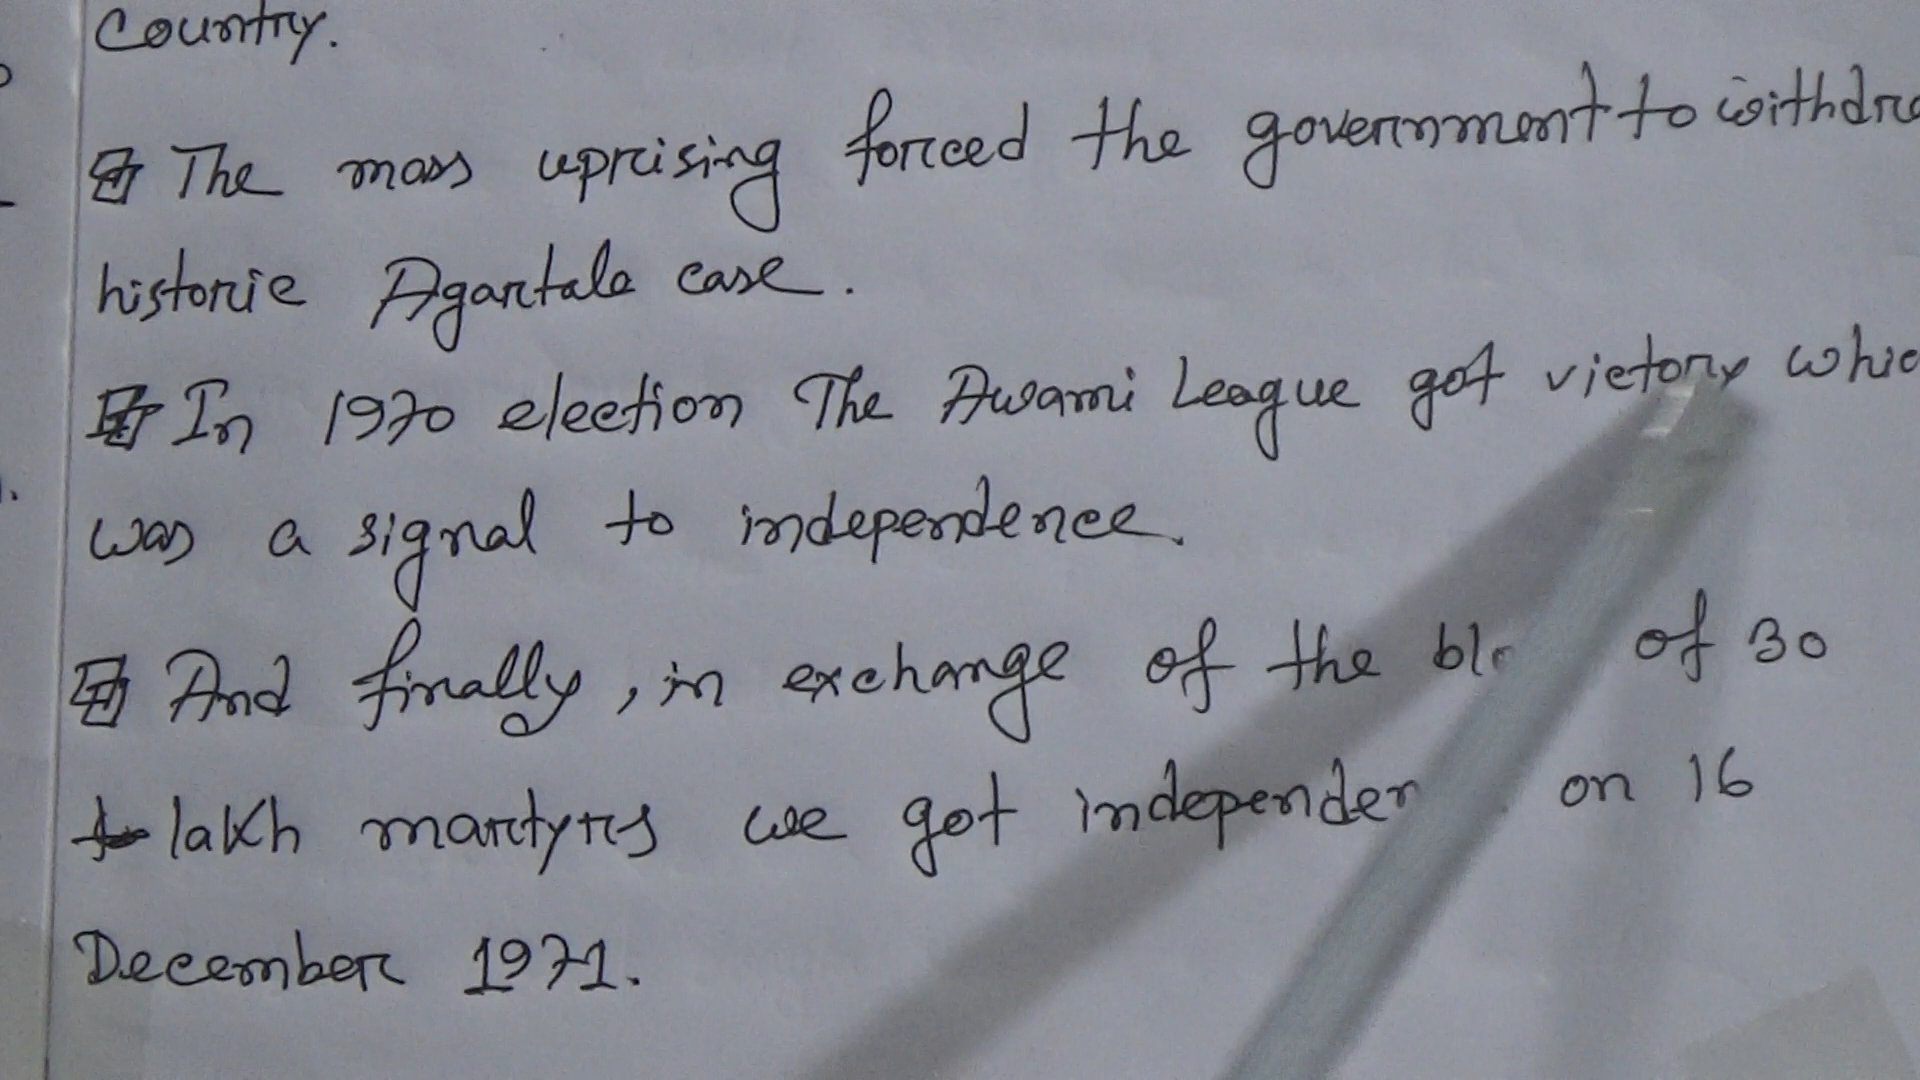 Country.
The mass uprising forced the government to withdra
historic Agartala case.
In 1970 election The Awami League got victory whic
was a signal to independence.
And finally, in exchange of the of 30
lakh martyrs we got on 16
December 1971.